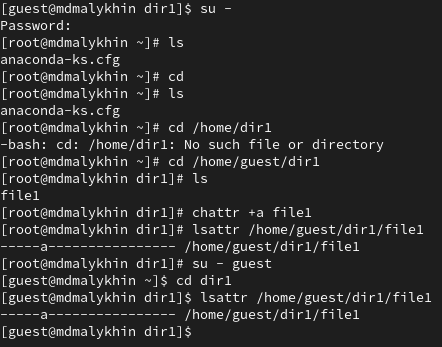 [guest@mdmalykhin dir1]$ su -
Password:
[root@mdmalykhin ~]# ls
anaconda-ks.cfg
[root@mdmalykhin ~]# cd
[root@mdmalykhin ~]# ls
anaconda-ks.cfg
[root@mdmalykhin ~]# cd /home/dir1
-bash: cd: /home/dir1: No such file or directory
[root@mdmalykhin ~]# cd /home/guest/dir1
[root@mdmalykhin dir1]# ls
file1
[root@mdmalykhin dir1]# chattr +a file1
[root@mdmalykhin dir1]# lsattr /home/guest/dir1/file1
-----a---------------- /home/guest/dir1/file1
[root@mdmalykhin dir1]# su - guest
[guest@mdmalykhin ~]$ cd dir1
[guest@mdmalykhin dir1]$ lsattr /home/guest/dir1/file1
-----a---------------- /home/guest/dir1/file1
[guest@mdmalykhin dir1]$